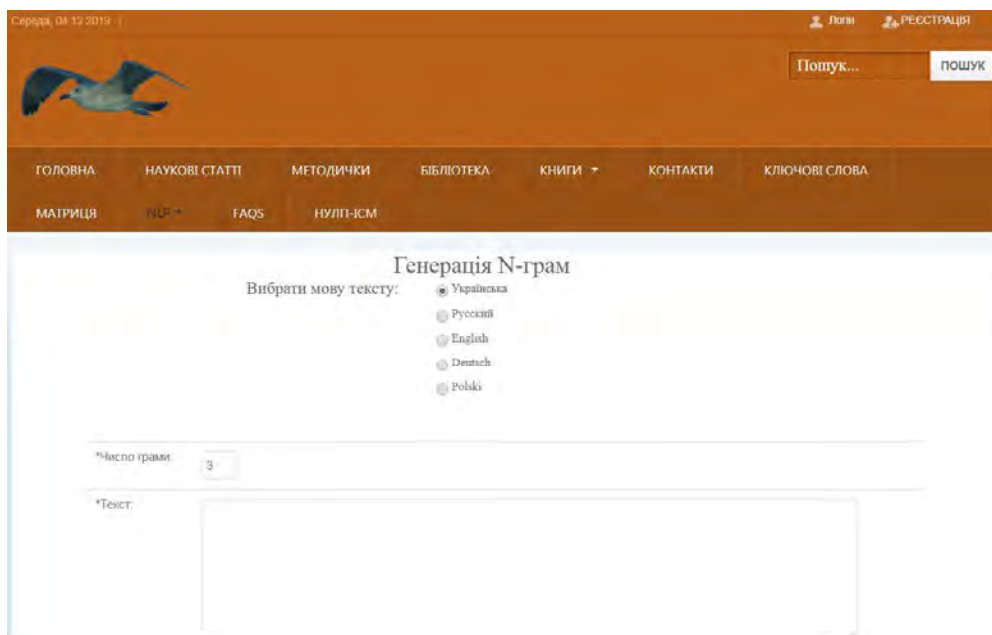 Середа, 04 12 2019 |
Логін РЕЄСТРАЦІЯ
Пошук... ПОШУК
ГОЛОВНА НАУКОВІ СТАТТІ МЕТОДИЧКИ БІБЛІОТЕКА КНИГИ КОНТАКТИ КЛЮЧОВІ СЛОВА
МАТРИЦЯ NLP FAQS НУЛП-ІСМ
Генерація N-грам
Вибрати мову тексту: Українська
Русский
English
Deutsch
Polski
*Число грами: 3
*Текст: